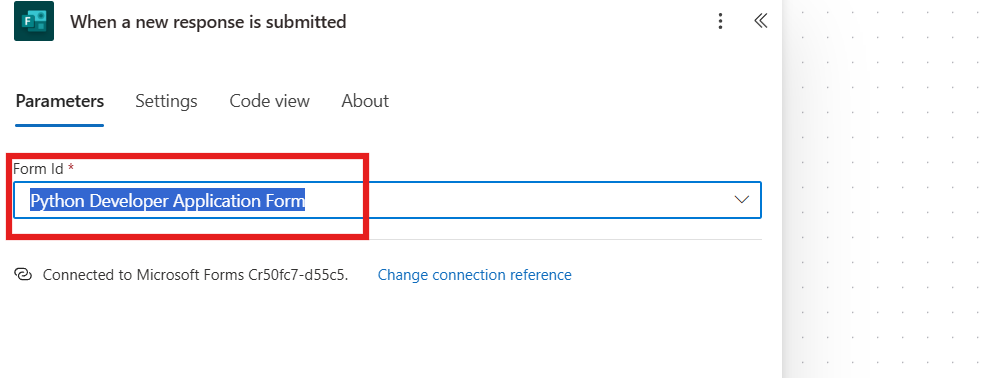 When a new response is submitted
Parameters Settings Code view About
Form Id *
Python Developer Application Form
Connected to Microsoft Forms Cr50fc7-d55c5. Change connection reference